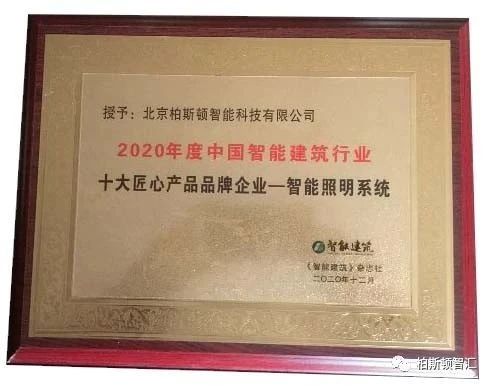 授予：北京柏斯顿智能科技有限公司
2020年度中国智能建筑行业
十大匠心产品品牌企业—智能照明系统
智能建筑
《智能建筑》杂志社
二〇二〇年十二月
柏斯顿智汇